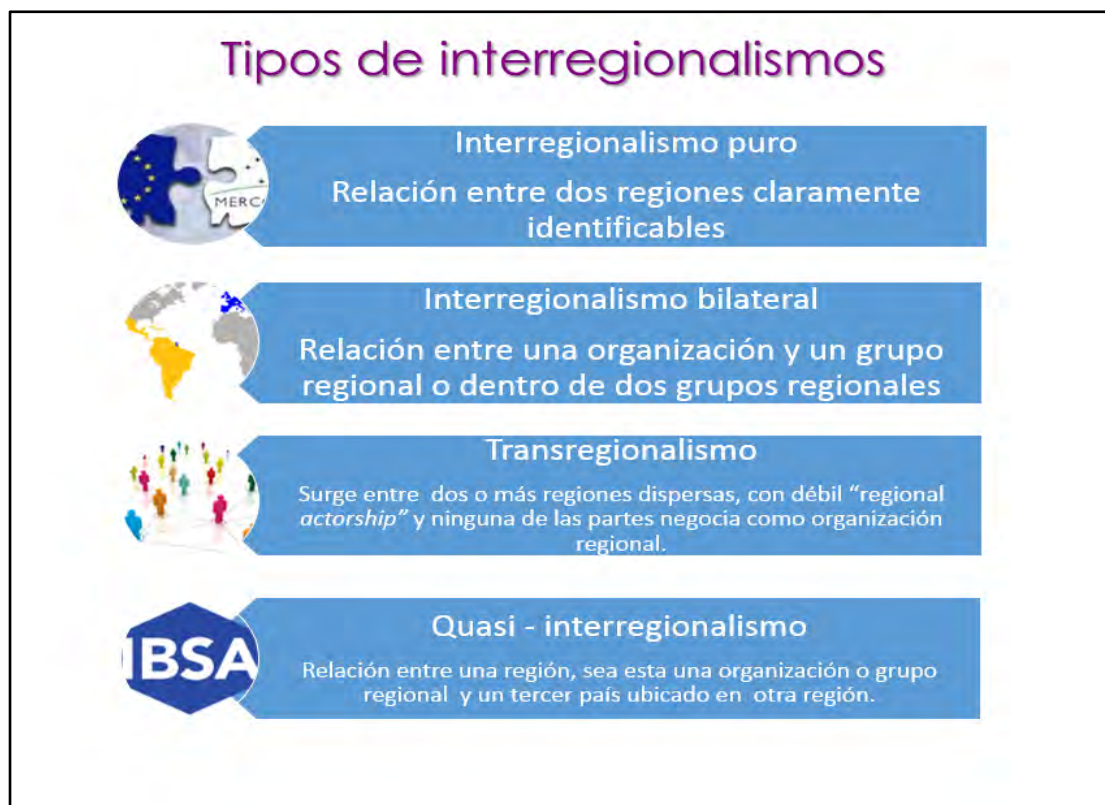 Tipos de interregionalismos
Interregionalismo puro
Relación entre dos regiones claramente
identificables
MERC
Interregionalismo bilateral
Relación entre una organización y un grupo
regional o dentro de dos grupos regionales
Transregionalismo
Surge entre dos o más regiones dispersas, con débil “regional
actorship” y ninguna de las partes negocia como organización
regional.
IBSA
Quasi - interregionalismo
Relación entre una región, sea esta una organización o grupo
regional y un tercer país ubicado en otra región.